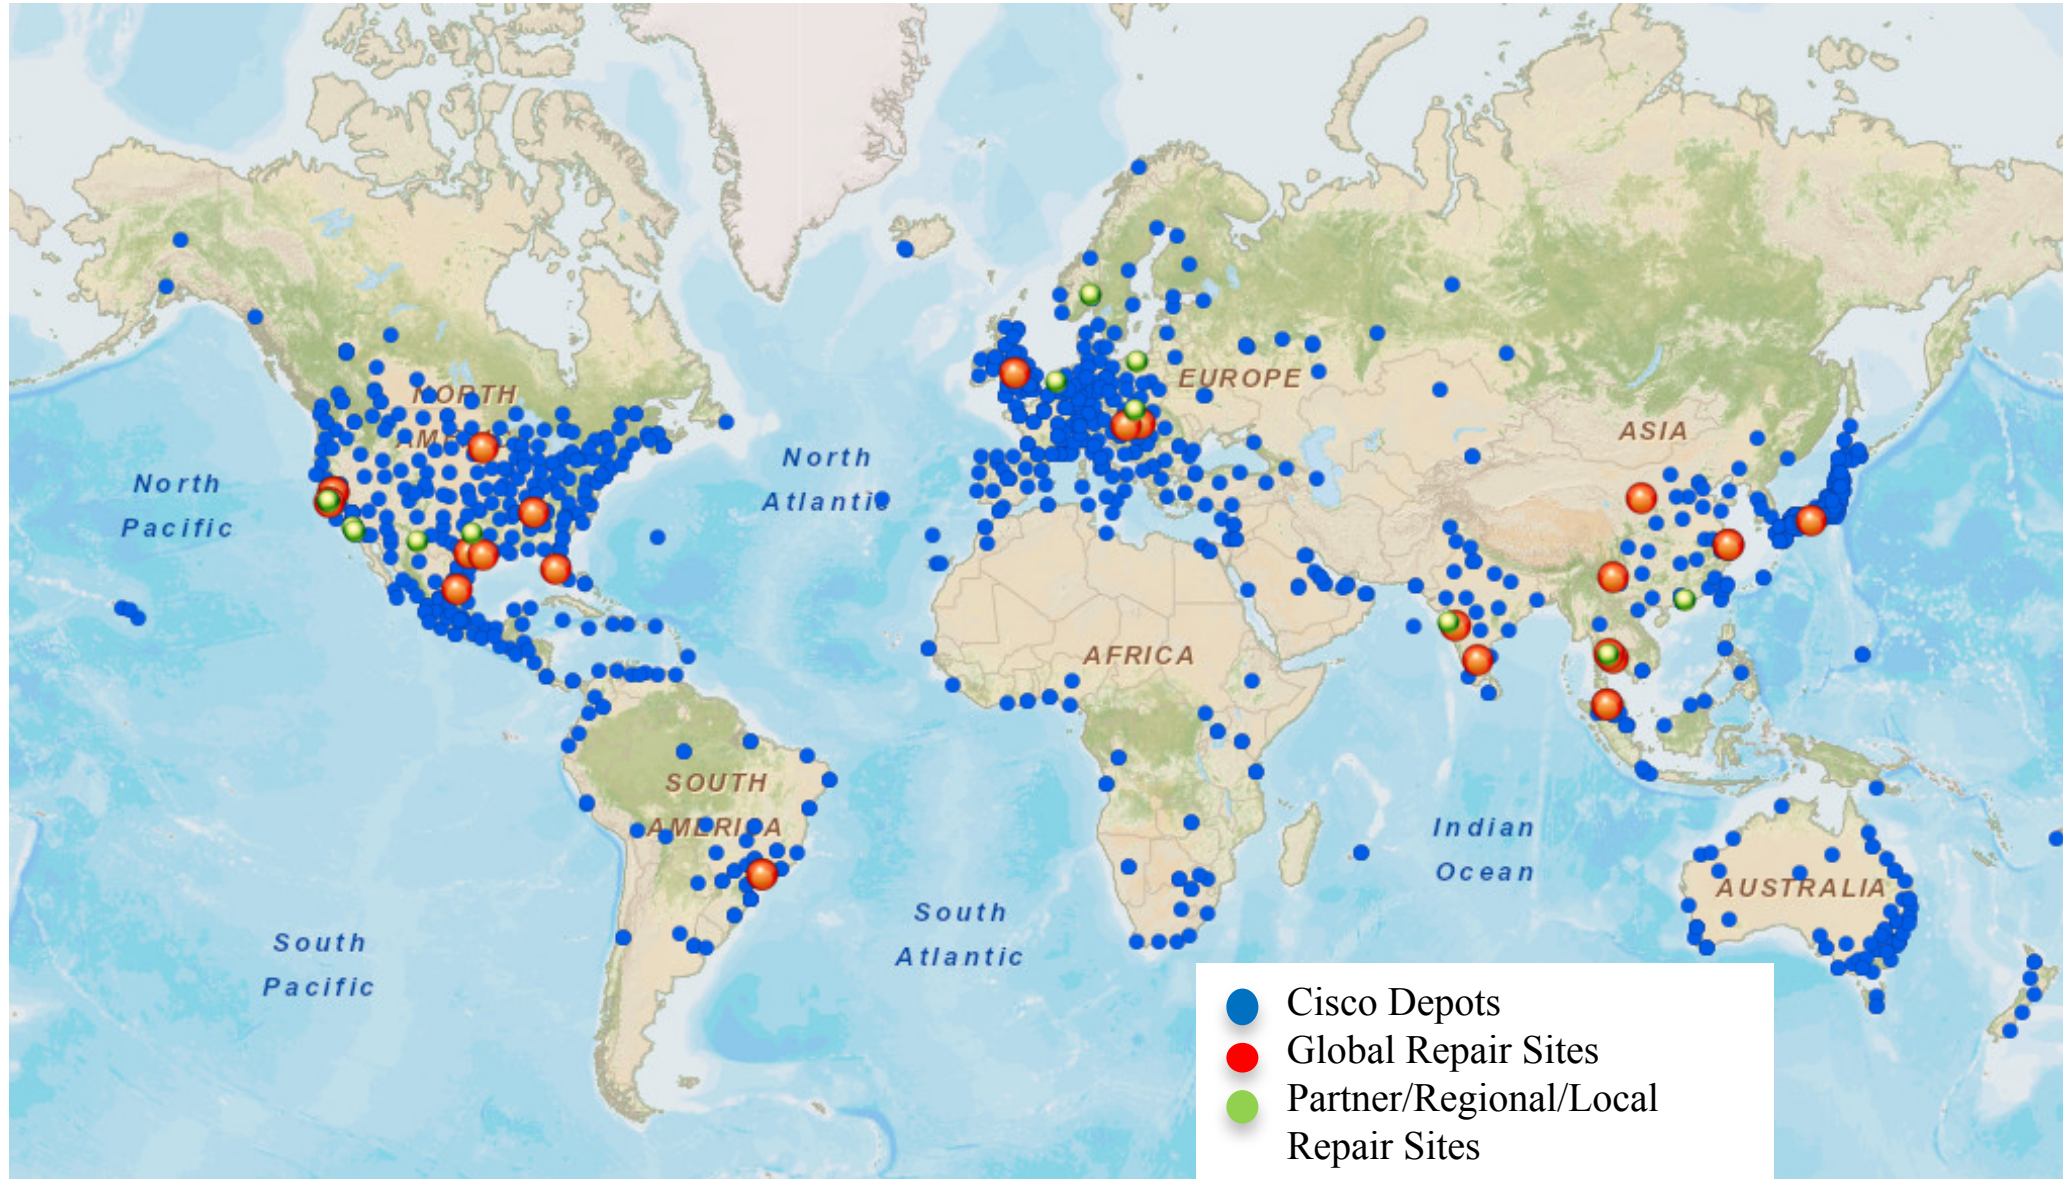 NORTH
AMERICA
EUROPE
ASIA
North
Pacific
North
Atlantic
AFRICA
SOUTH
AMERICA
Indian
Ocean
AUSTRALIA
South
Pacific
South
Atlantic
Cisco Depots
Global Repair Sites
Partner/Regional/Local
Repair Sites